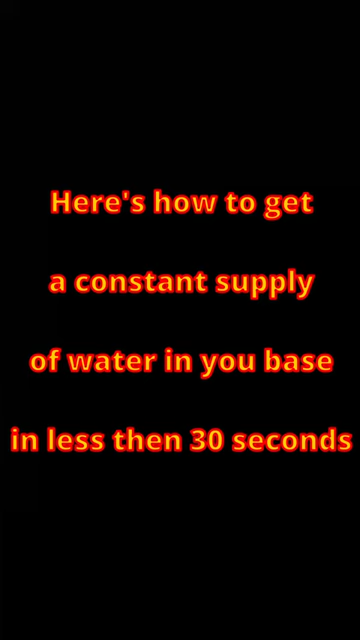 Here's how to get
a constant supply
of water in you base
in less then 30 seconds